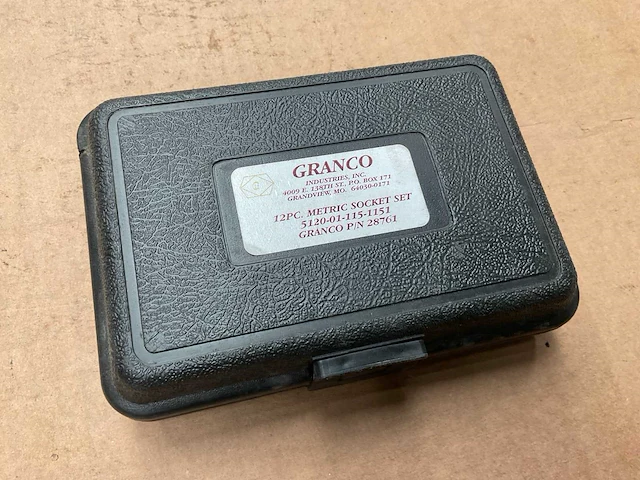 GRANCO
INDUSTRIES, INC.
4009 E. 138TH ST., P.O. BOX 171
GRANDVIEW, MO. 64030-0171
12PC. METRIC SOCKET SET
5120-01-115-1151
GRANCO P/N 28761